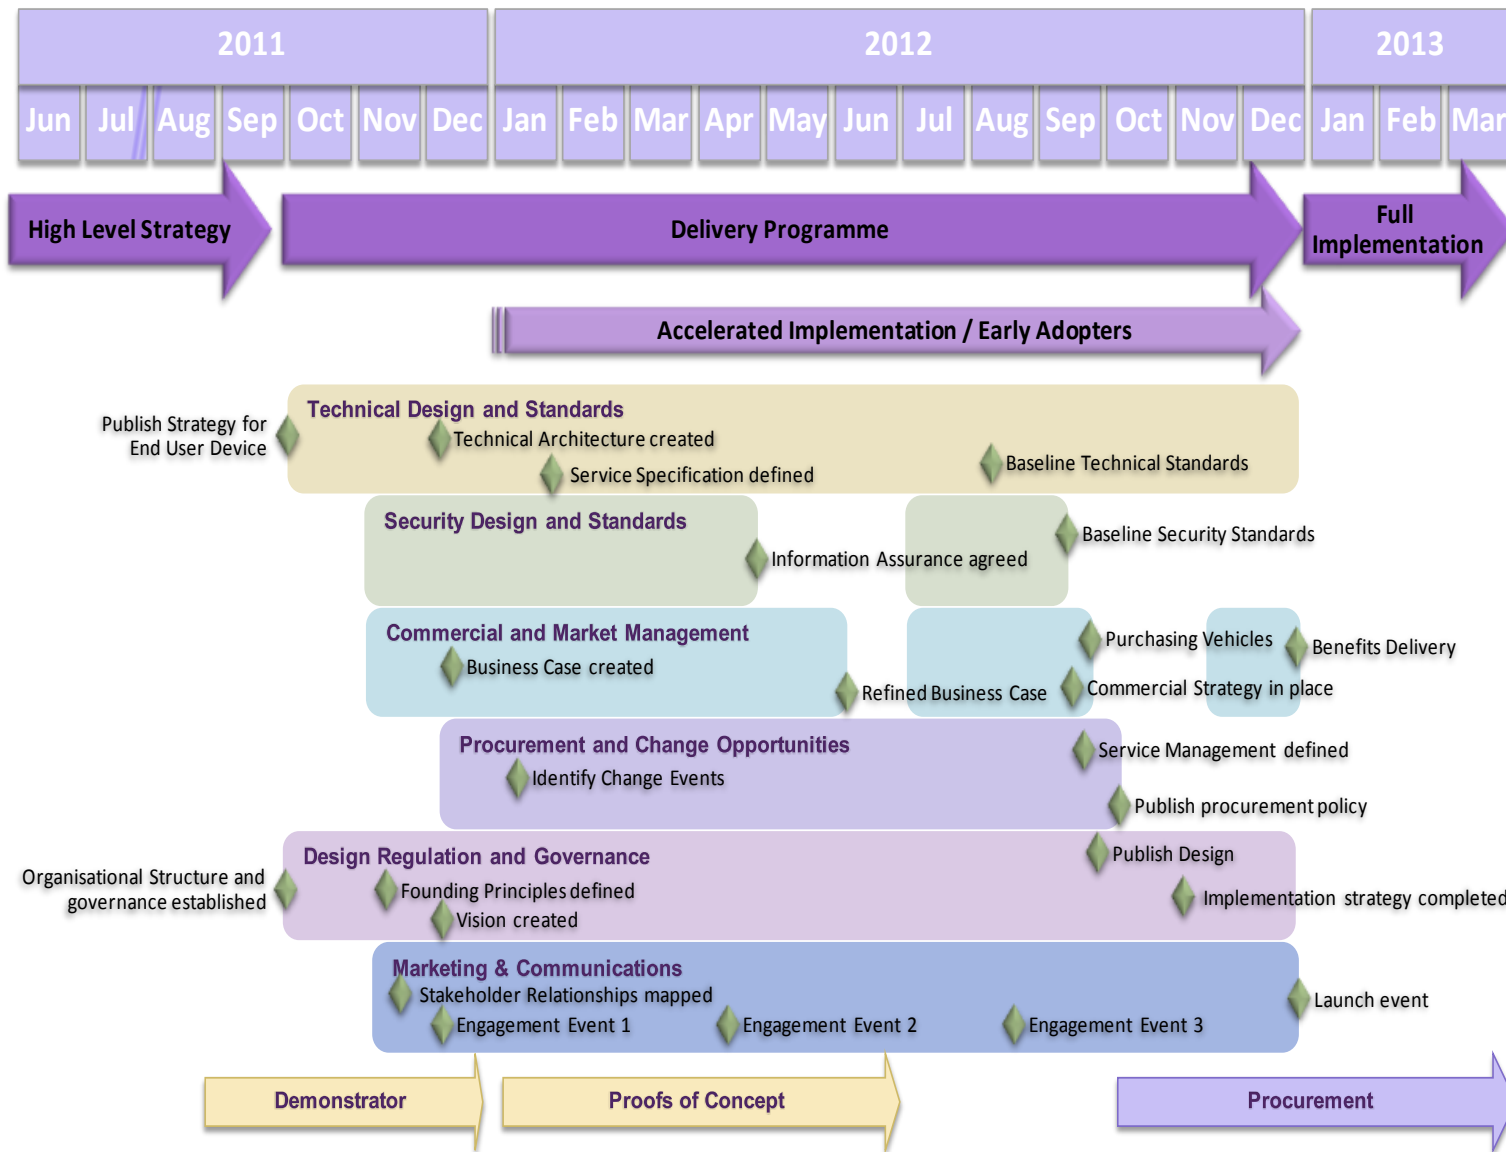 2011
2012
2013
Jun Jul Aug Sep Oct Nov Dec Jan Feb Mar Apr May Jun Jul Aug Sep Oct Nov Dec Jan Feb Mar
High Level Strategy
Delivery Programme
Full
Implementation
Accelerated Implementation / Early Adopters
Technical Design and Standards
Publish Strategy for
End User Device
Technical Architecture created
Service Specification defined
Baseline Technical Standards
Security Design and Standards
Baseline Security Standards
Information Assurance agreed
Commercial and Market Management
Purchasing Vehicles
Benefits Delivery
Business Case created
Refined Business Case
Commercial Strategy in place
Procurement and Change Opportunities
Service Management defined
Identify Change Events
Publish procurement policy
Design Regulation and Governance
Publish Design
Organisational Structure and
governance established
Founding Principles defined
Implementation strategy completed
Vision created
Marketing & Communications
Stakeholder Relationships mapped
Launch event
Engagement Event 1
Engagement Event 2
Engagement Event 3
Demonstrator
Proofs of Concept
Procurement